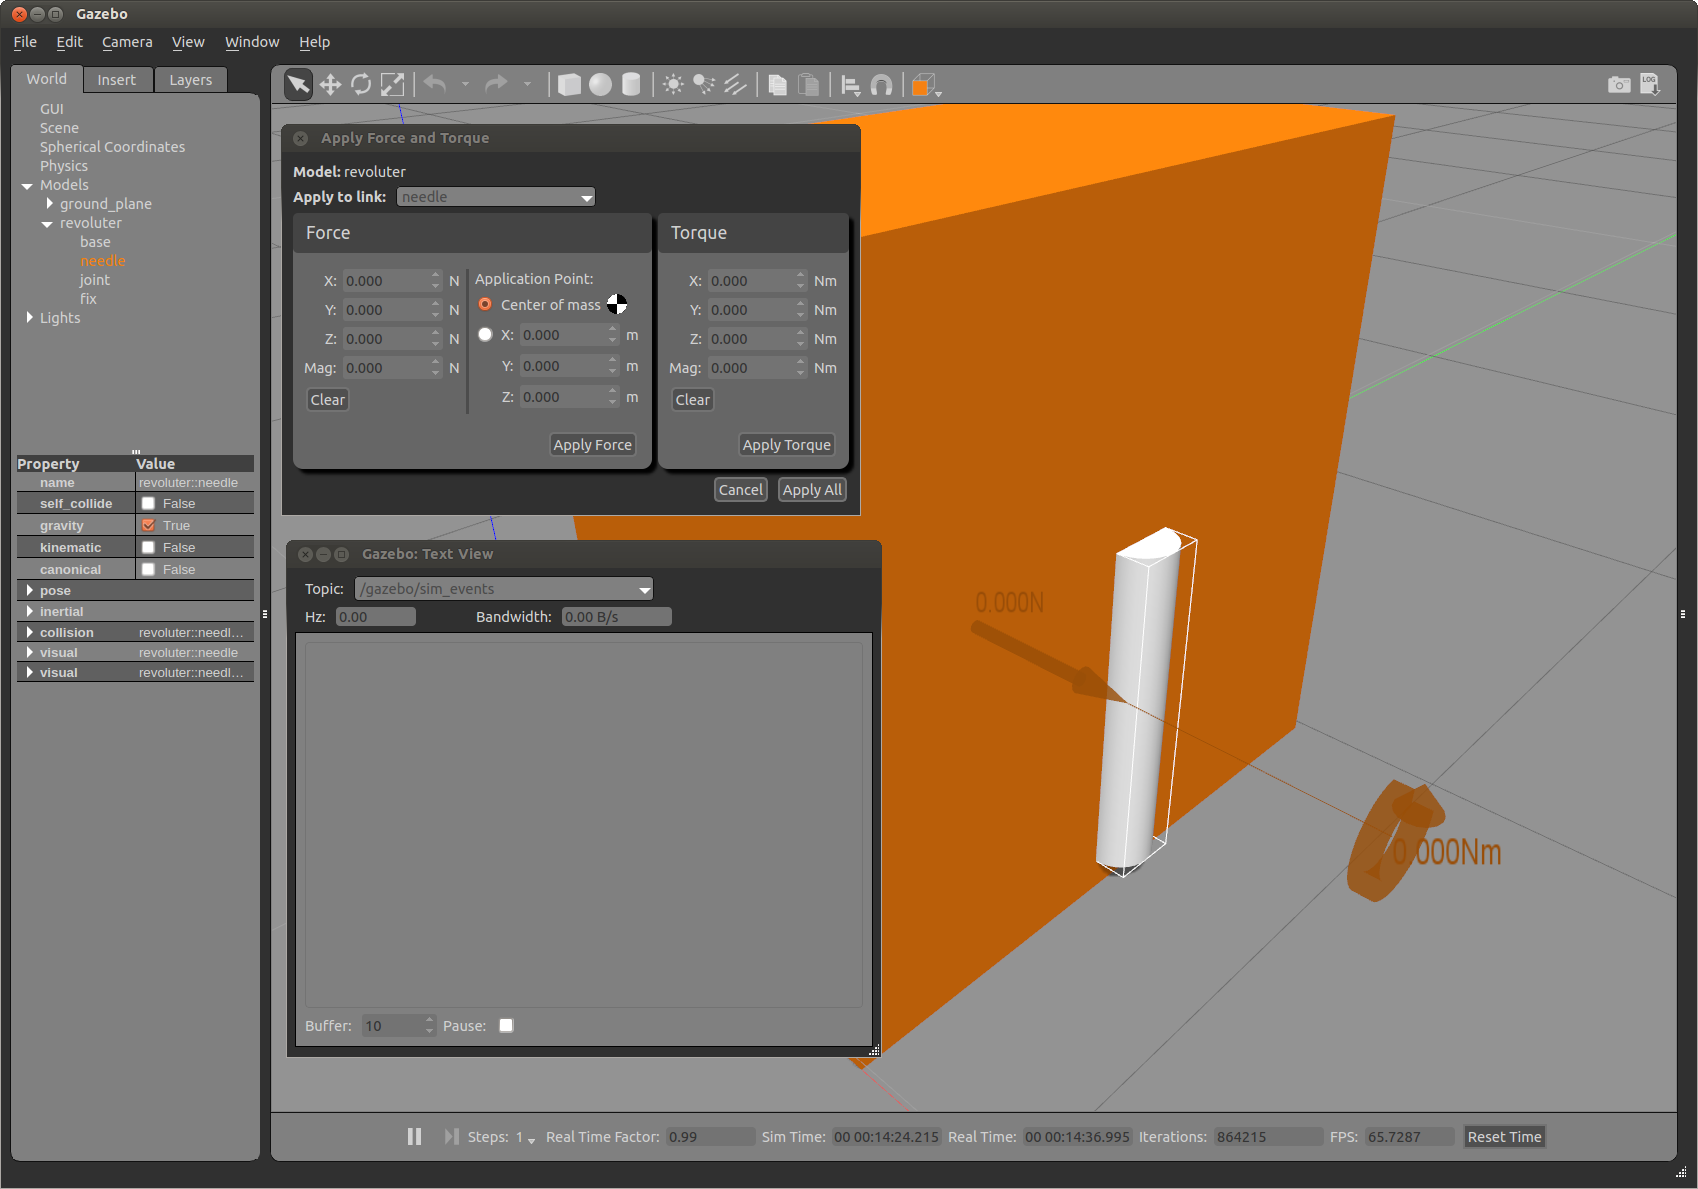 Gazebo
File Edit Camera View Window Help
World Insert Layers
GUI
Scene
Spherical Coordinates
Physics
Models
ground_plane
revoluter
base
needle
joint
fix
Lights
Property Value
name revoluter::needle
self_collide False
gravity True
kinematic False
canonical False
pose
inertial
collision revoluter::needl...
visual revoluter::needle
visual revoluter::needl...
LOG
Apply Force and Torque
Model: revoluter
Apply to link: needle
Force
X: 0.000 N
Y: 0.000 N
Z: 0.000 N
Mag: 0.000 N
Clear
Application Point:
Center of mass
X: 0.000 m
Y: 0.000 m
Z: 0.000 m
Apply Force
Torque
X: 0.000 Nm
Y: 0.000 Nm
Z: 0.000 Nm
Mag: 0.000 Nm
Clear
Apply Torque
Cancel Apply All
Gazebo: Text View
Topic: /gazebo/sim_events
Hz: 0.00 Bandwidth: 0.00 B/s
Buffer: 10 Pause:
0.000N
0.000Nm
Steps: 1 Real Time Factor: 0.99 Sim Time: 00 00:14:24.215 Real Time: 00 00:14:36.995 Iterations: 864215 FPS: 65.7287 Reset Time